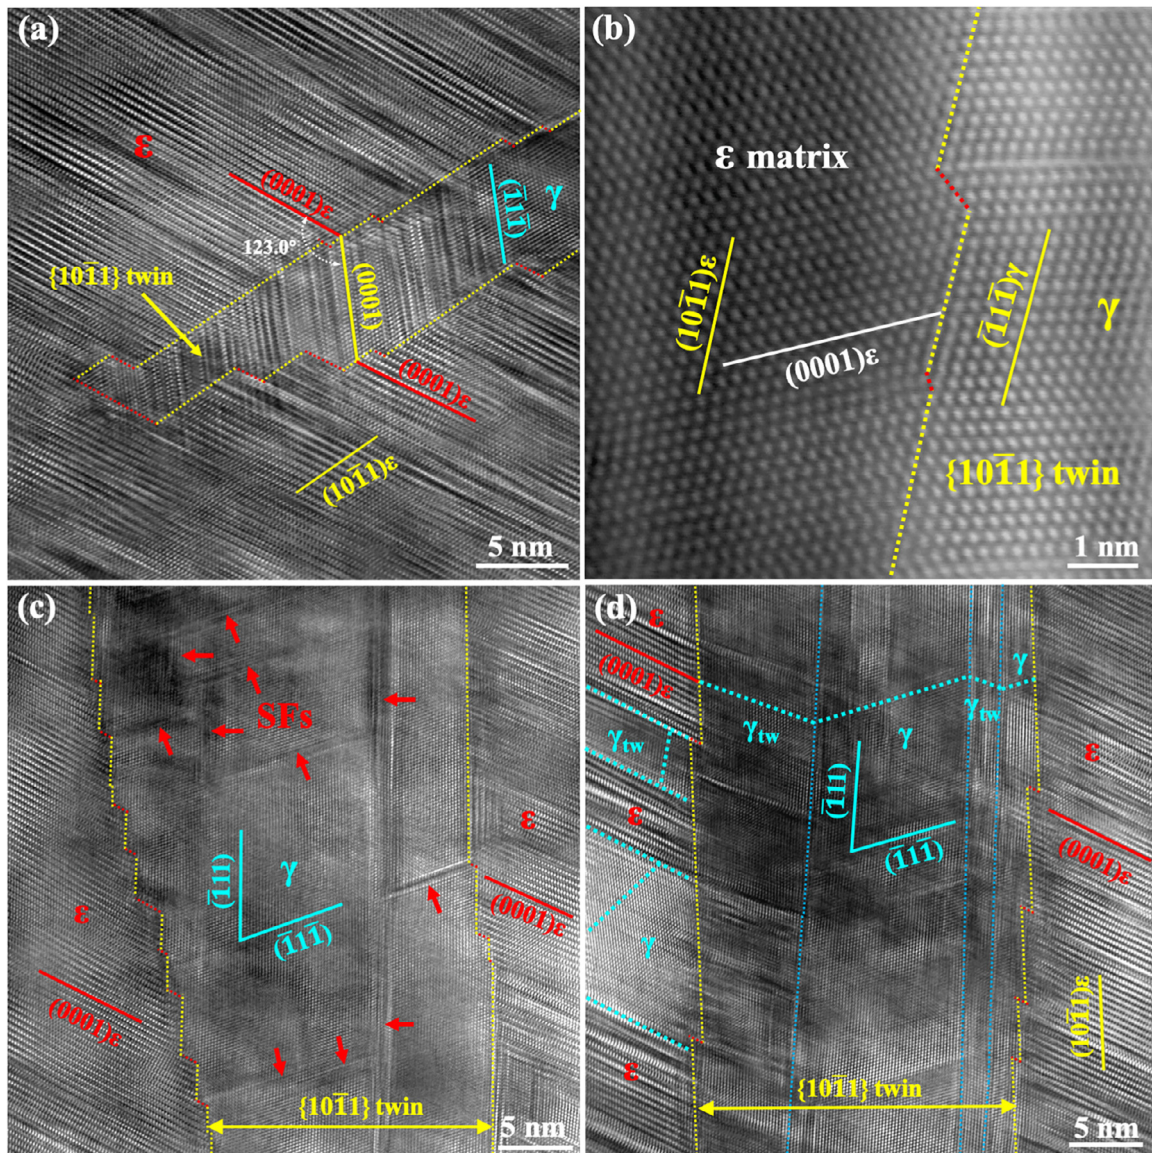 (a)
ε
(0001)ε
123.0°
(1̄11̄)
γ
{101̄1} twin
(0001)
(0001)ε
(101̄1)ε
5 nm
(b)
ε matrix
(101̄1)ε
(0001)ε
(1̄11̄)γ
γ
{101̄1} twin
1 nm
(c)
SFs
ε
(1̄11)
γ
(1̄11̄)
ε
(0001)ε
(0001)ε
{101̄1} twin
5 nm
(d)
ε
(0001)ε
γ
γtw
γtw
γ
γtw
ε
(1̄11)
ε
(1̄11̄)
(0001)ε
γ
(101̄1)ε
ε
{101̄1} twin
5 nm